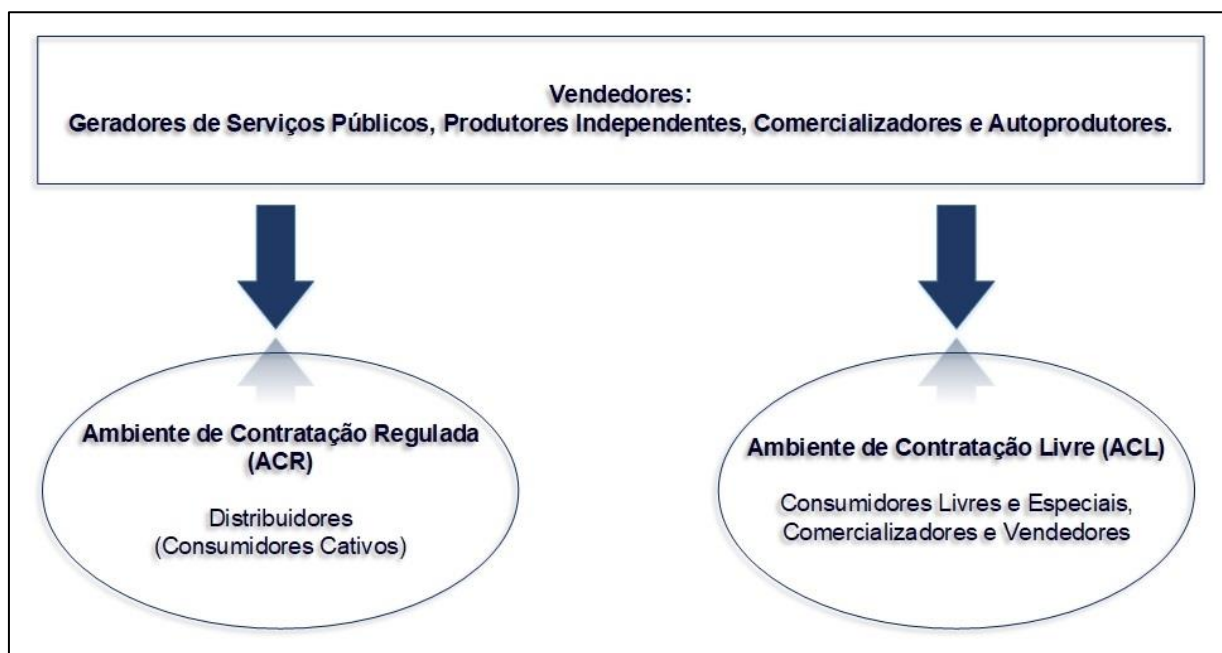 Vendedores:
Geradores de Serviços Públicos, Produtores Independentes, Comercializadores e Autoprodutores.
Ambiente de Contratação Regulada
(ACR)
Distribuidores
(Consumidores Cativos)
Ambiente de Contratação Livre (ACL)
Consumidores Livres e Especiais,
Comercializadores e Vendedores